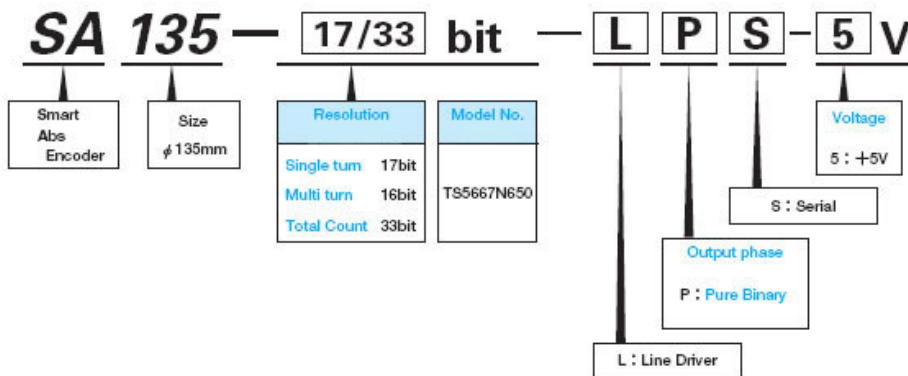 SA 135 — 17/33 bit — L P S - 5 V
Smart
Abs
Encoder
Size
φ135mm
Resolution
Single turn 17bit
Multi turn 16bit
Total Count 33bit
Model No.
TS5667N650
Voltage
5 : +5V
S : Serial
Output phase
P : Pure Binary
L : Line Driver